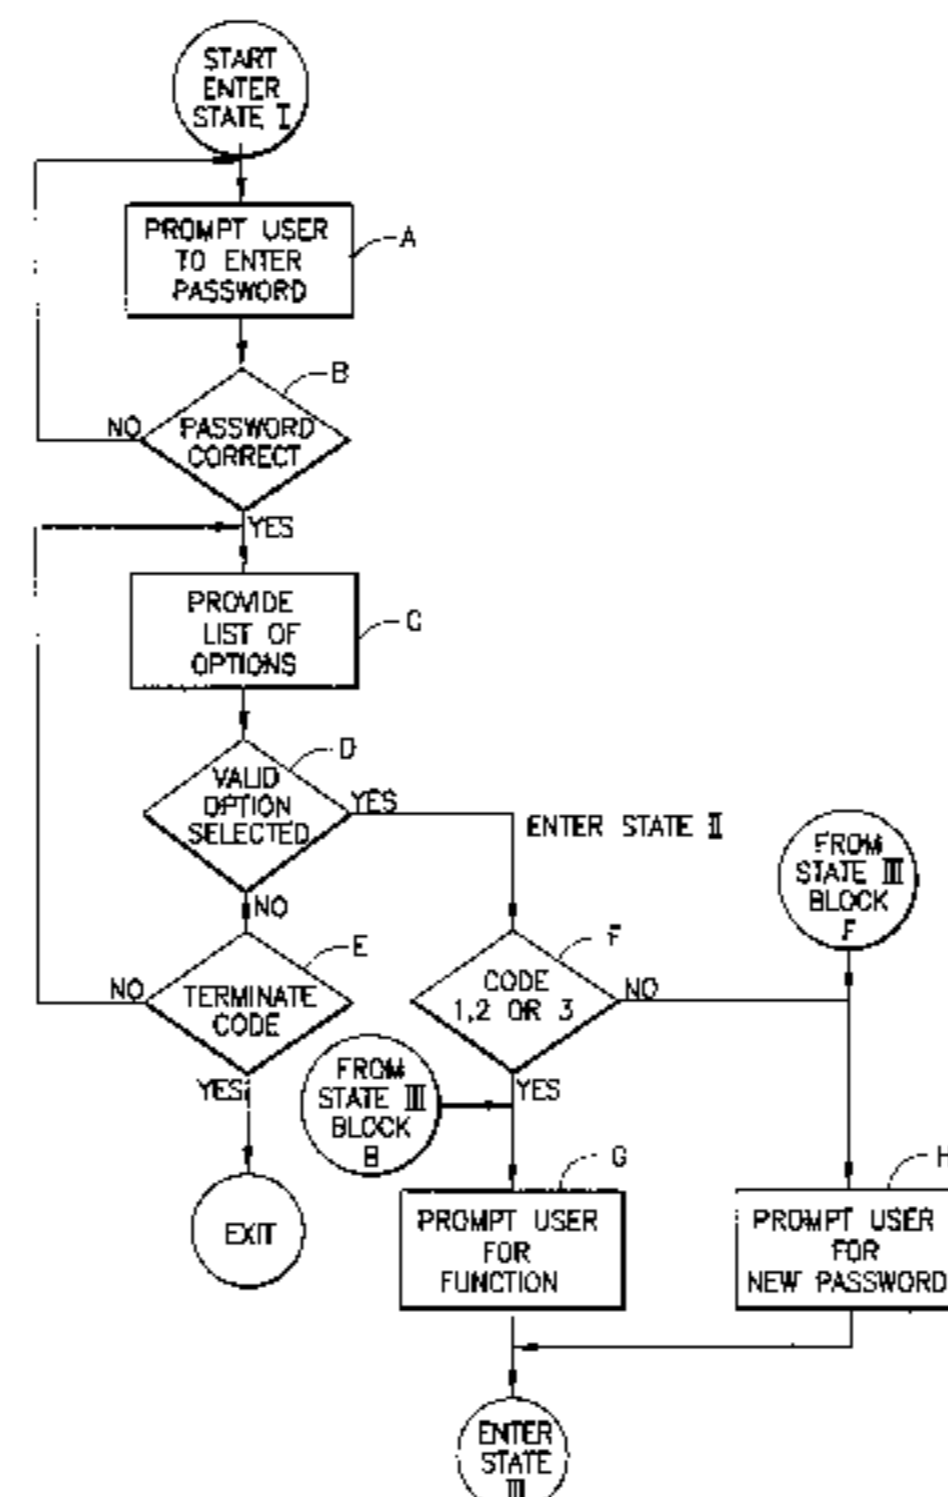 START
ENTER
STATE I
PROMPT USER
TO ENTER
PASSWORD
A
B
NO
PASSWORD
CORRECT
YES
PROVIDE
LIST OF
OPTIONS
C
D
VALID
OPTION
SELECTED
YES
ENTER STATE II
NO
E
NO
TERMINATE
CODE
YES
EXIT
F
CODE
1,2 OR 3
NO
YES
FROM
STATE III
BLOCK
F
FROM
STATE III
BLOCK
B
G
PROMPT USER
FOR
FUNCTION
H
PROMPT USER
FOR
NEW PASSWORD
ENTER
STATE
III